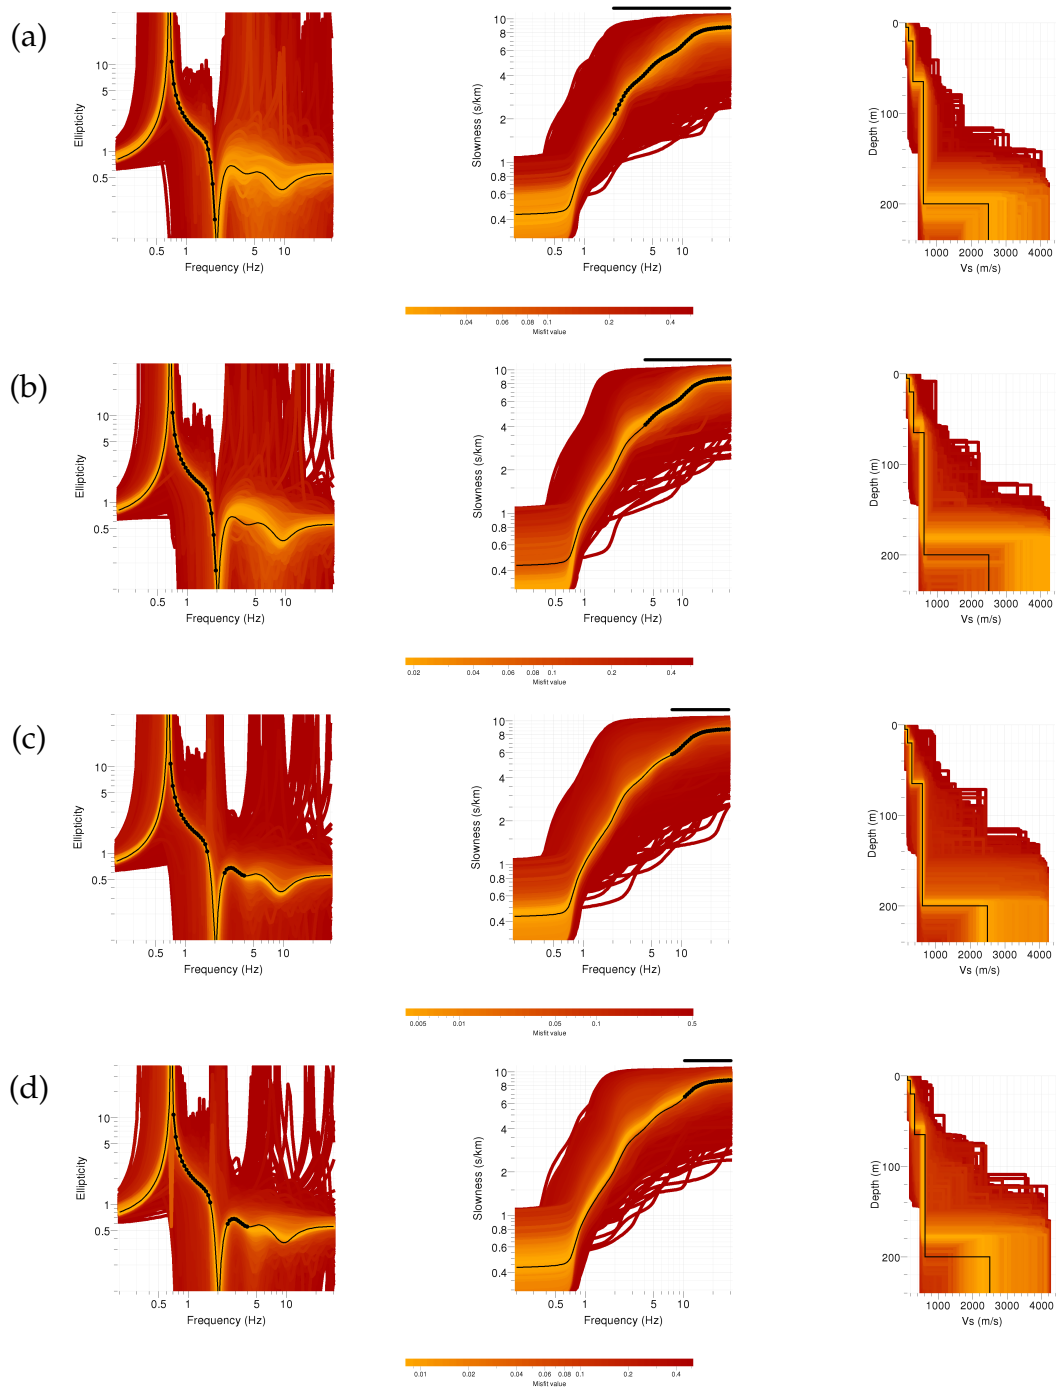 (a)
10
1
0.5
Ellipticity
0.5 1 5 10
Frequency (Hz)
10
8
6
4
2
1
0.8
0.6
0.4
Slowness (s/km)
0.5 1 5 10
Frequency (Hz)
0
100
200
Depth (m)
1000 2000 3000 4000
Vs (m/s)
0.04 0.06 0.08 0.1 0.2 0.4
Misfit value
(b)
10
5
1
0.5
Ellipticity
0.5 1 5 10
Frequency (Hz)
10
8
6
4
2
1
0.8
0.6
0.4
Slowness (s/km)
0.5 1 5 10
Frequency (Hz)
0
100
200
Depth (m)
1000 2000 3000 4000
Vs (m/s)
0.02 0.04 0.06 0.08 0.1 0.2 0.4
Misfit value
(c)
10
1
0.5
Ellipticity
0.5 1 5 10
Frequency (Hz)
10
8
6
4
2
1
0.8
0.6
0.4
Slowness (s/km)
0.5 1 5 10
Frequency (Hz)
0
100
200
Depth (m)
1000 2000 3000 4000
Vs (m/s)
0.005 0.01 0.05 0.1 0.5
Misfit value
(d)
10
5
1
0.5
Ellipticity
0.5 1 5 10
Frequency (Hz)
10
8
6
4
2
1
0.8
0.6
0.4
Slowness (s/km)
0.5 1 5 10
Frequency (Hz)
0
100
200
Depth (m)
1000 2000 3000 4000
Vs (m/s)
0.01 0.02 0.04 0.06 0.08 0.1 0.2 0.4
Misfit value